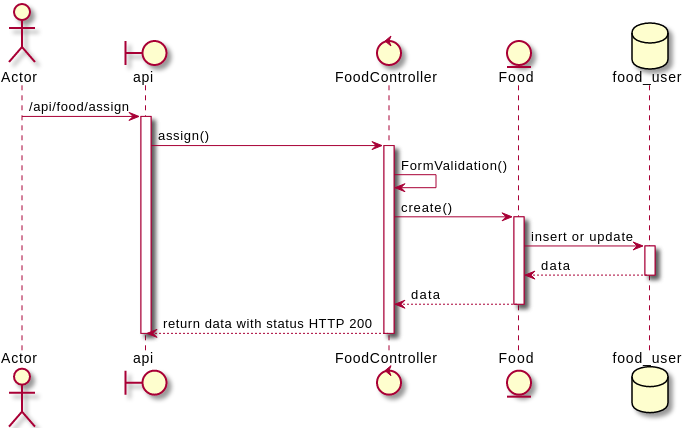 Actor api FoodController Food food_user
/api/food/assign
assign()
FormValidation()
create()
insert or update
data
data
return data with status HTTP 200
Actor api FoodController Food food_user